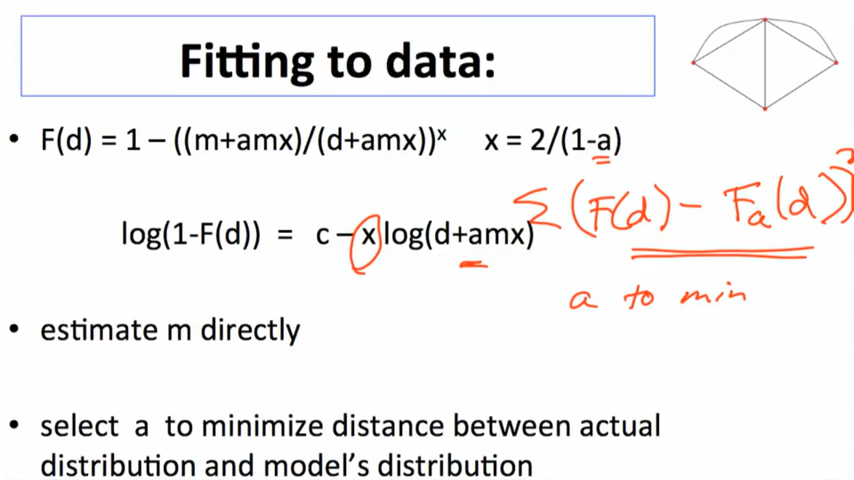 Fitting to data:
• F(d) = 1 – ((m+amx)/(d+amx))ˣ x = 2/(1-a)
Σ (F(d) – Fₐ(d))²
log(1-F(d)) = c – x log(d+amx)
a to min
• estimate m directly
• select a to minimize distance between actual
distribution and model's distribution